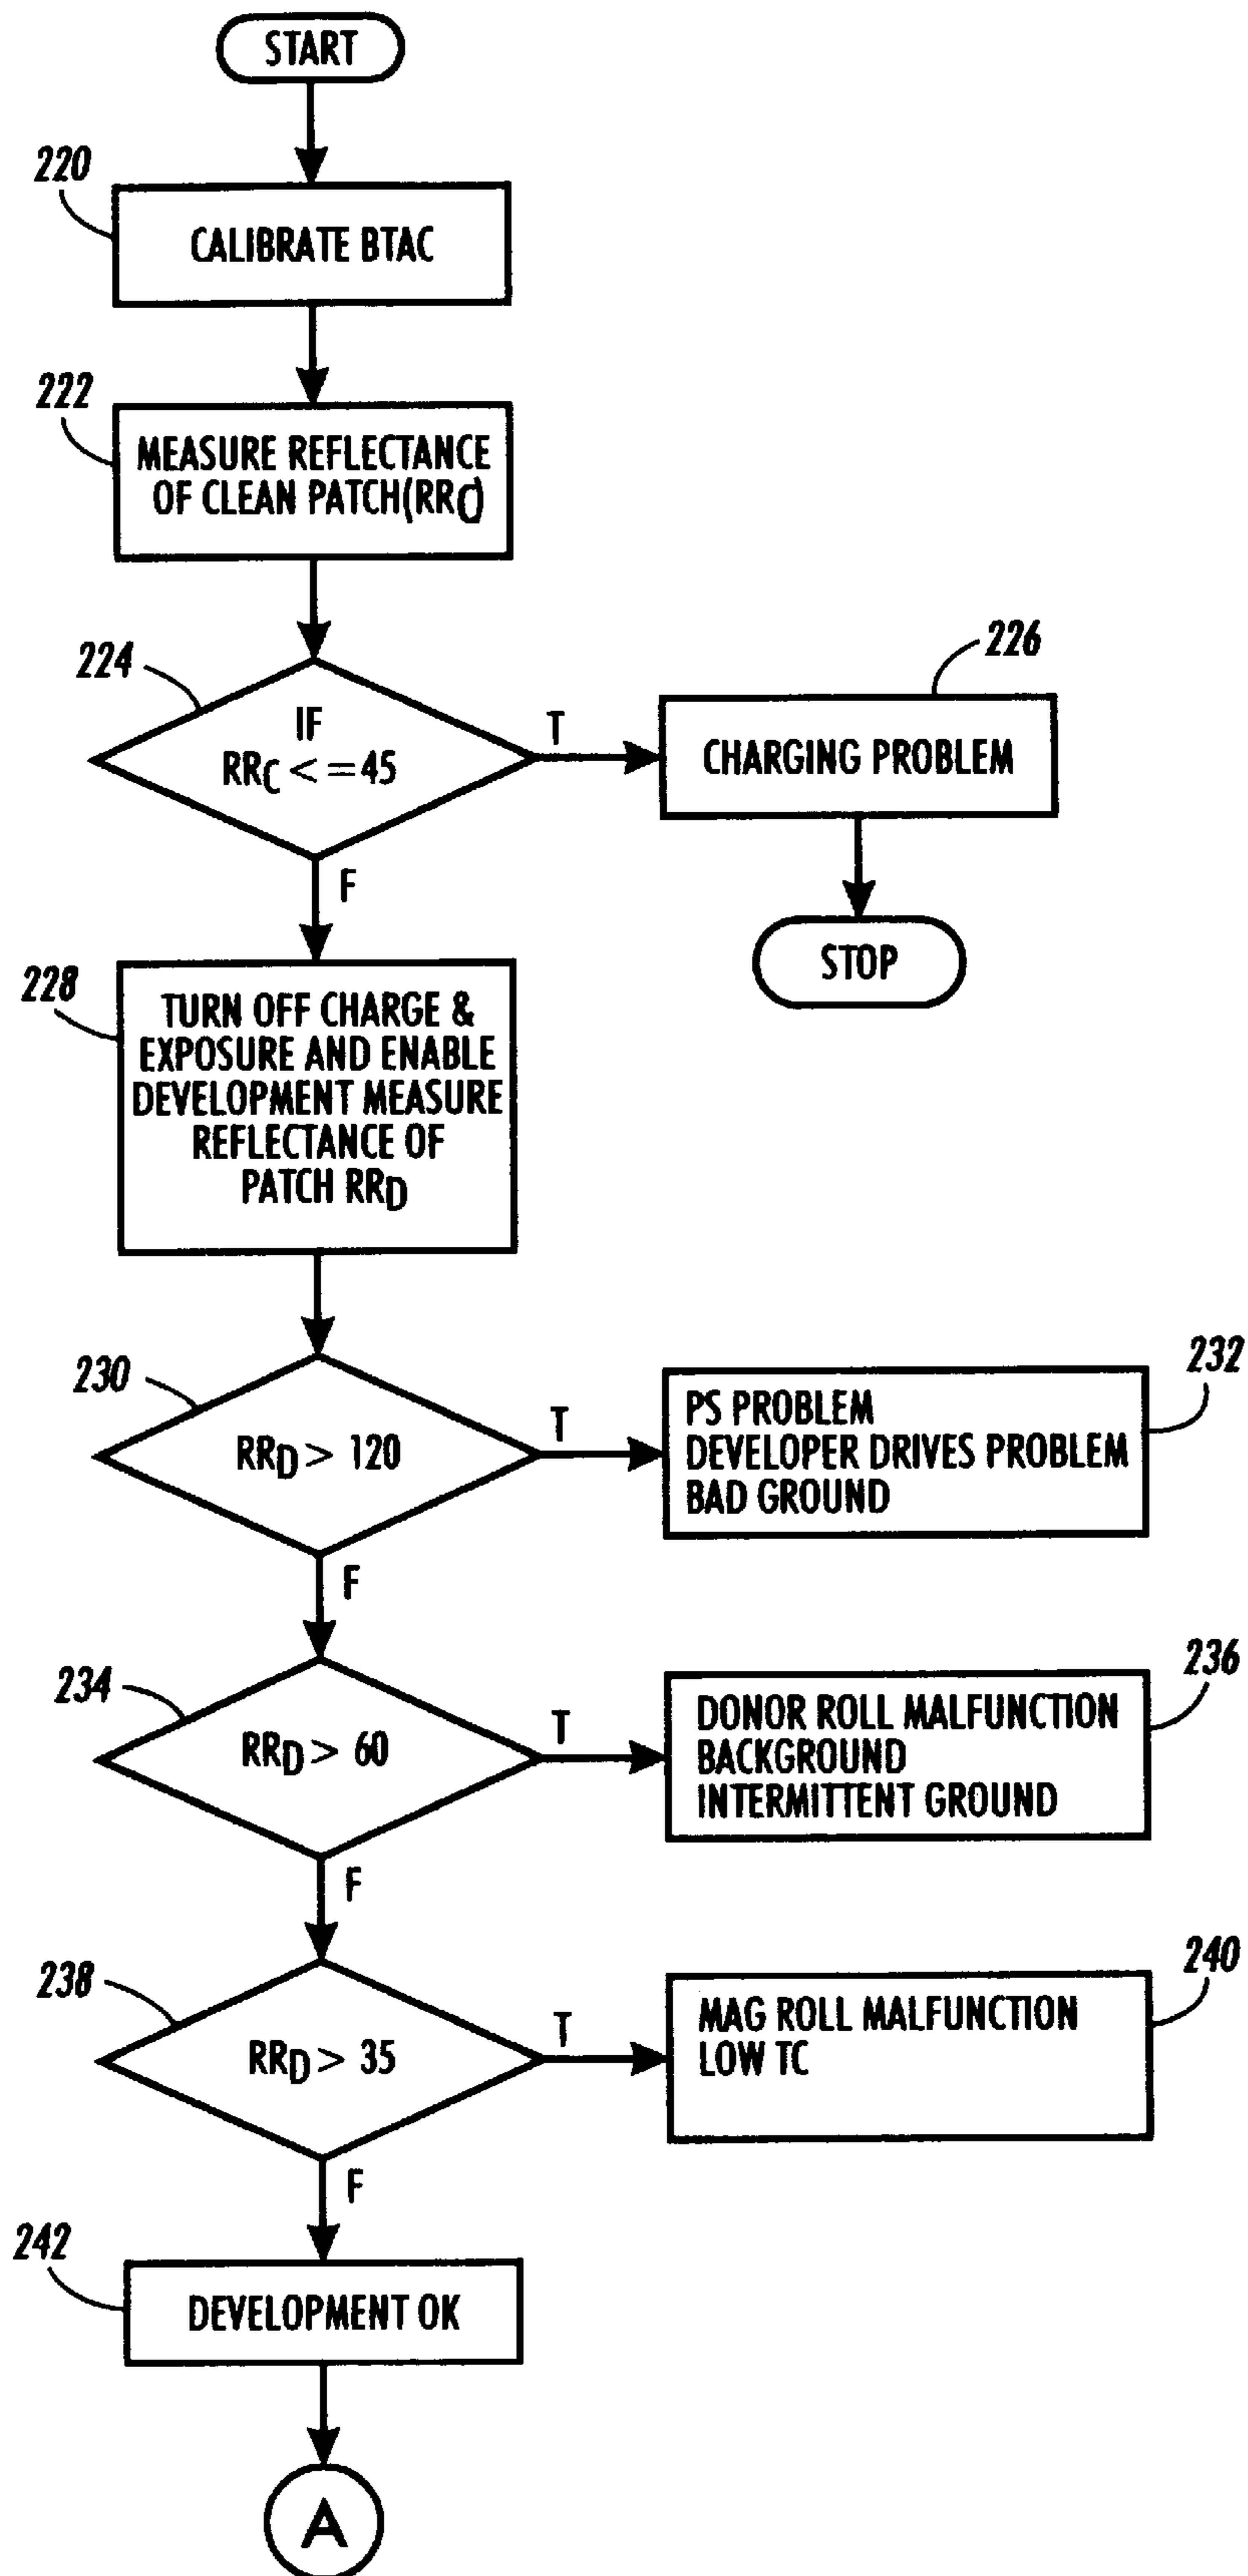 START
220
CALIBRATE BTAC
222
MEASURE REFLECTANCE
OF CLEAN PATCH(RRC)
224
IF
RRC < =45
T
226
CHARGING PROBLEM
F
STOP
228
TURN OFF CHARGE &
EXPOSURE AND ENABLE
DEVELOPMENT MEASURE
REFLECTANCE OF
PATCH RRD
230
RRD > 120
T
232
PS PROBLEM
DEVELOPER DRIVES PROBLEM
BAD GROUND
F
234
RRD > 60
T
236
DONOR ROLL MALFUNCTION
BACKGROUND
INTERMITTENT GROUND
F
238
RRD > 35
T
240
MAG ROLL MALFUNCTION
LOW TC
F
242
DEVELOPMENT OK
A